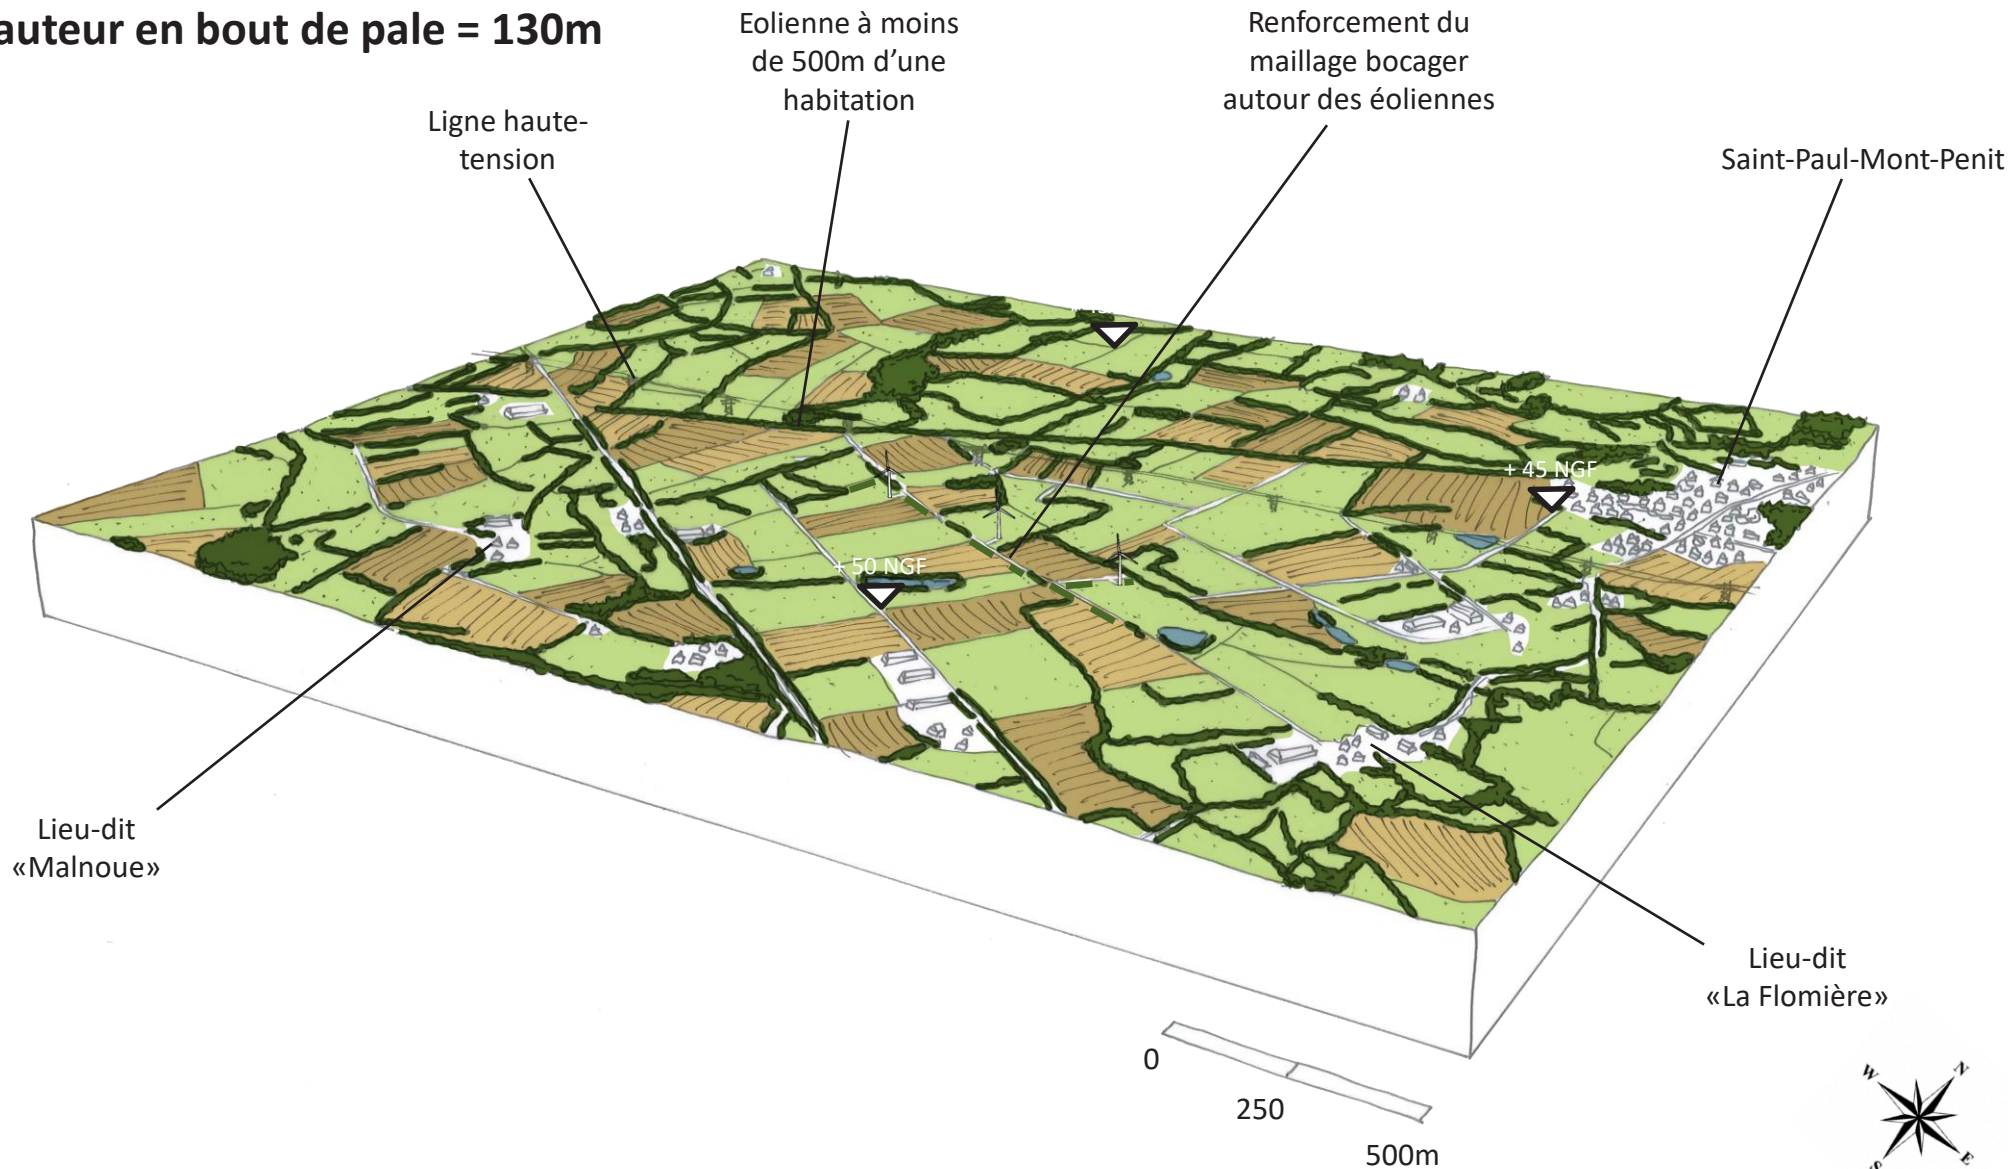 auteur en bout de pale = 130m
Eolienne à moins
de 500m d’une
habitation
Renforcement du
maillage bocager
autour des éoliennes
Ligne haute-
tension
Saint-Paul-Mont-Penit
+ 45 NGF
+ 50 NGF
Lieu-dit
«Malnoue»
Lieu-dit
«La Flomière»
0
250
500m
W
N
S
E